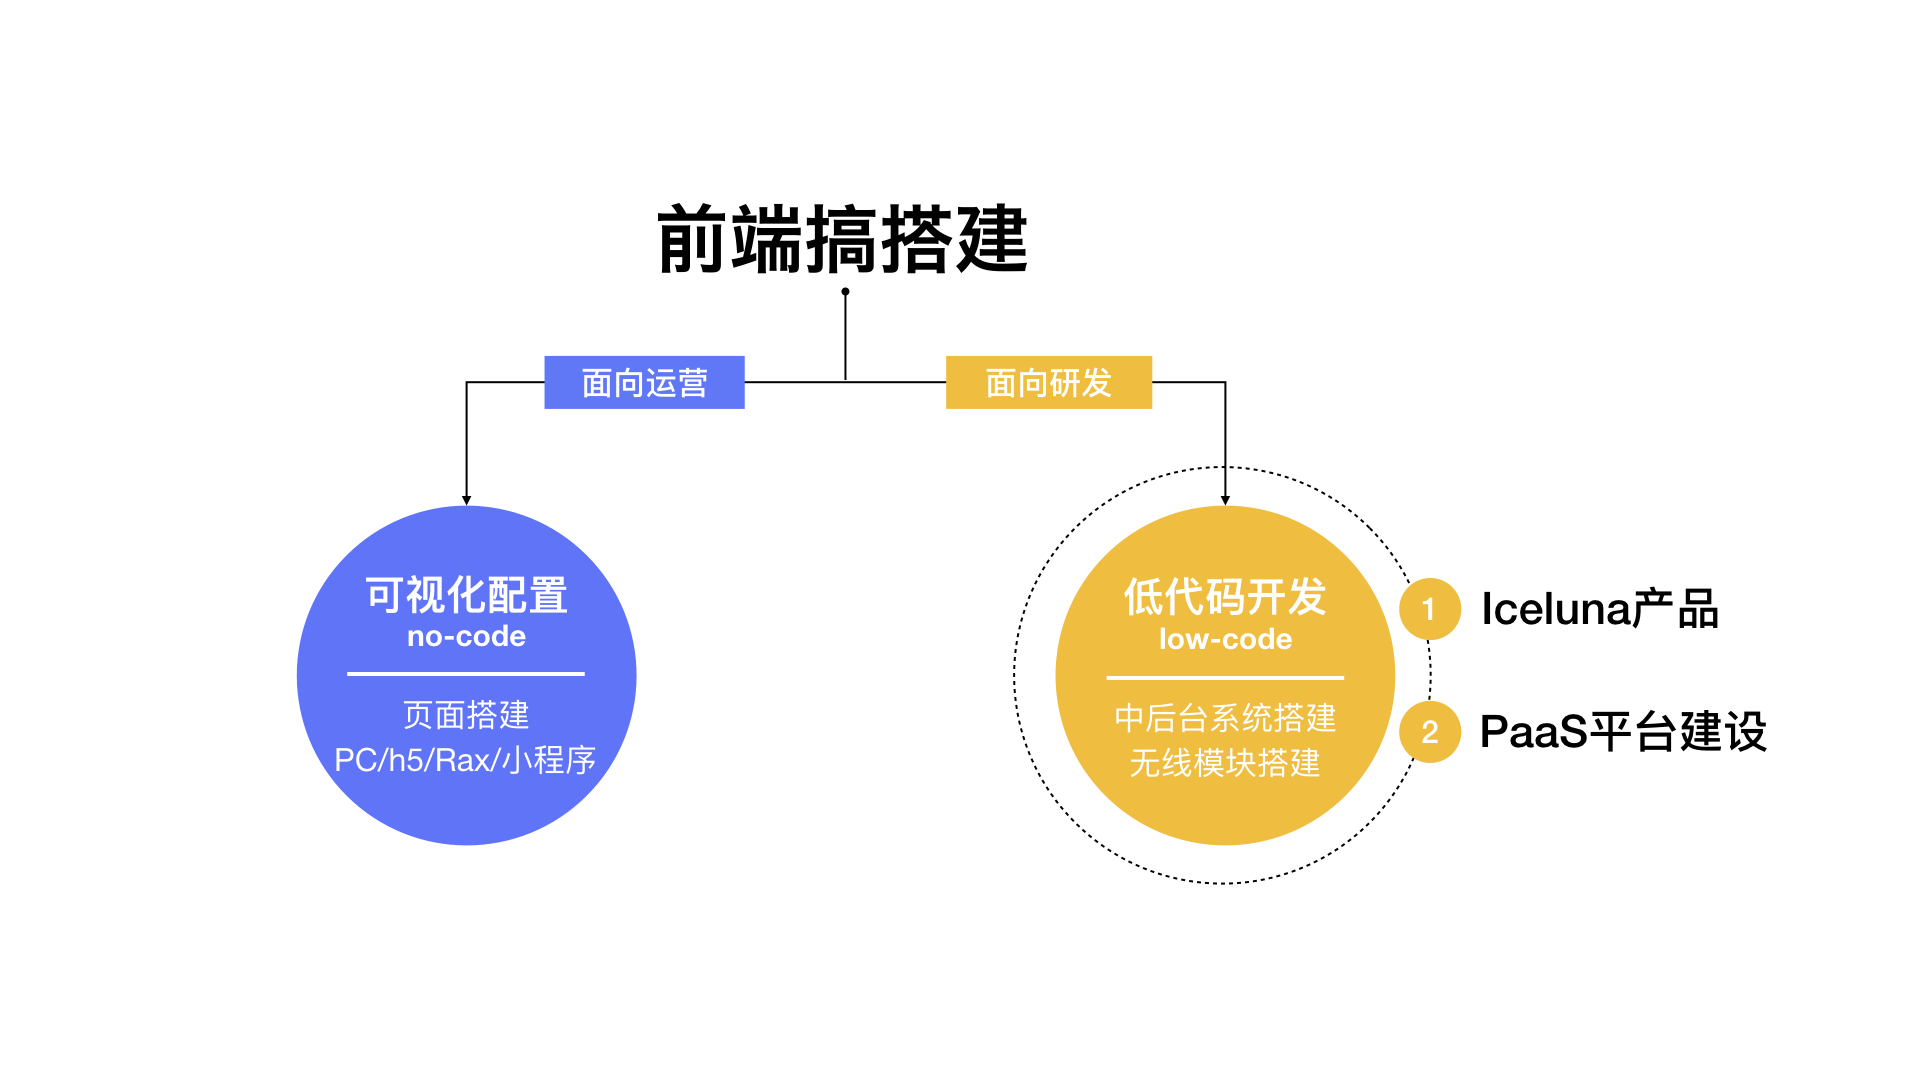 前端搞搭建
面向运营
面向研发
可视化配置
no-code
页面搭建
PC/h5/Rax/小程序
低代码开发
low-code
中后台系统搭建
无线模块搭建
1
Iceluna产品
2
PaaS平台建设